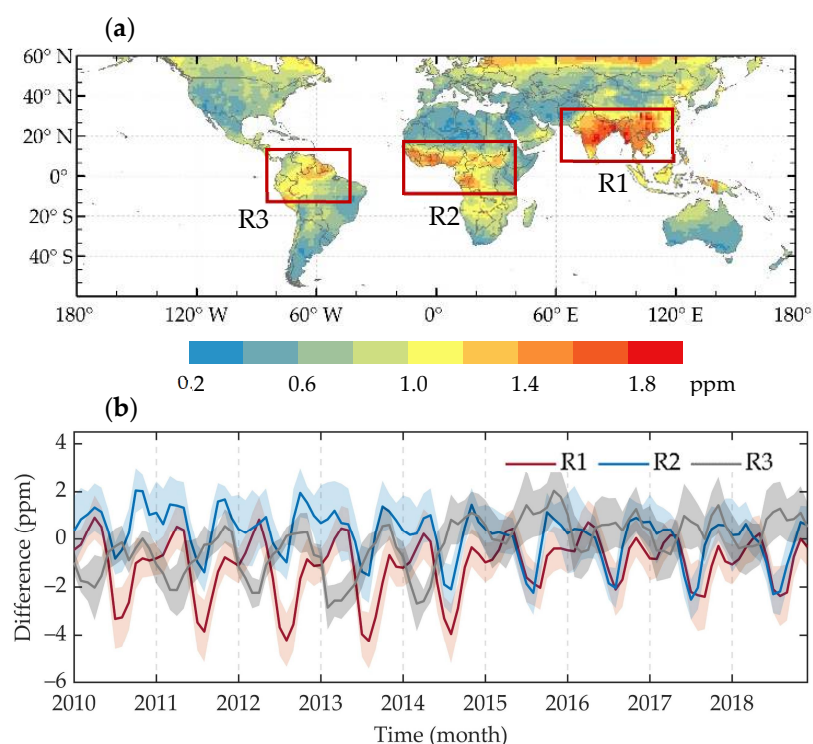 (a)
60° N
40° N
20° N
0°
20° S
40° S
R1
R2
R3
180° 120° W 60° W 0° 60° E 120° E 180°
0.2 0.6 1.0 1.4 1.8 ppm
(b)
4
2
0
−2
−4
−6
Difference (ppm)
R1 R2 R3
2010 2011 2012 2013 2014 2015 2016 2017 2018
Time (month)